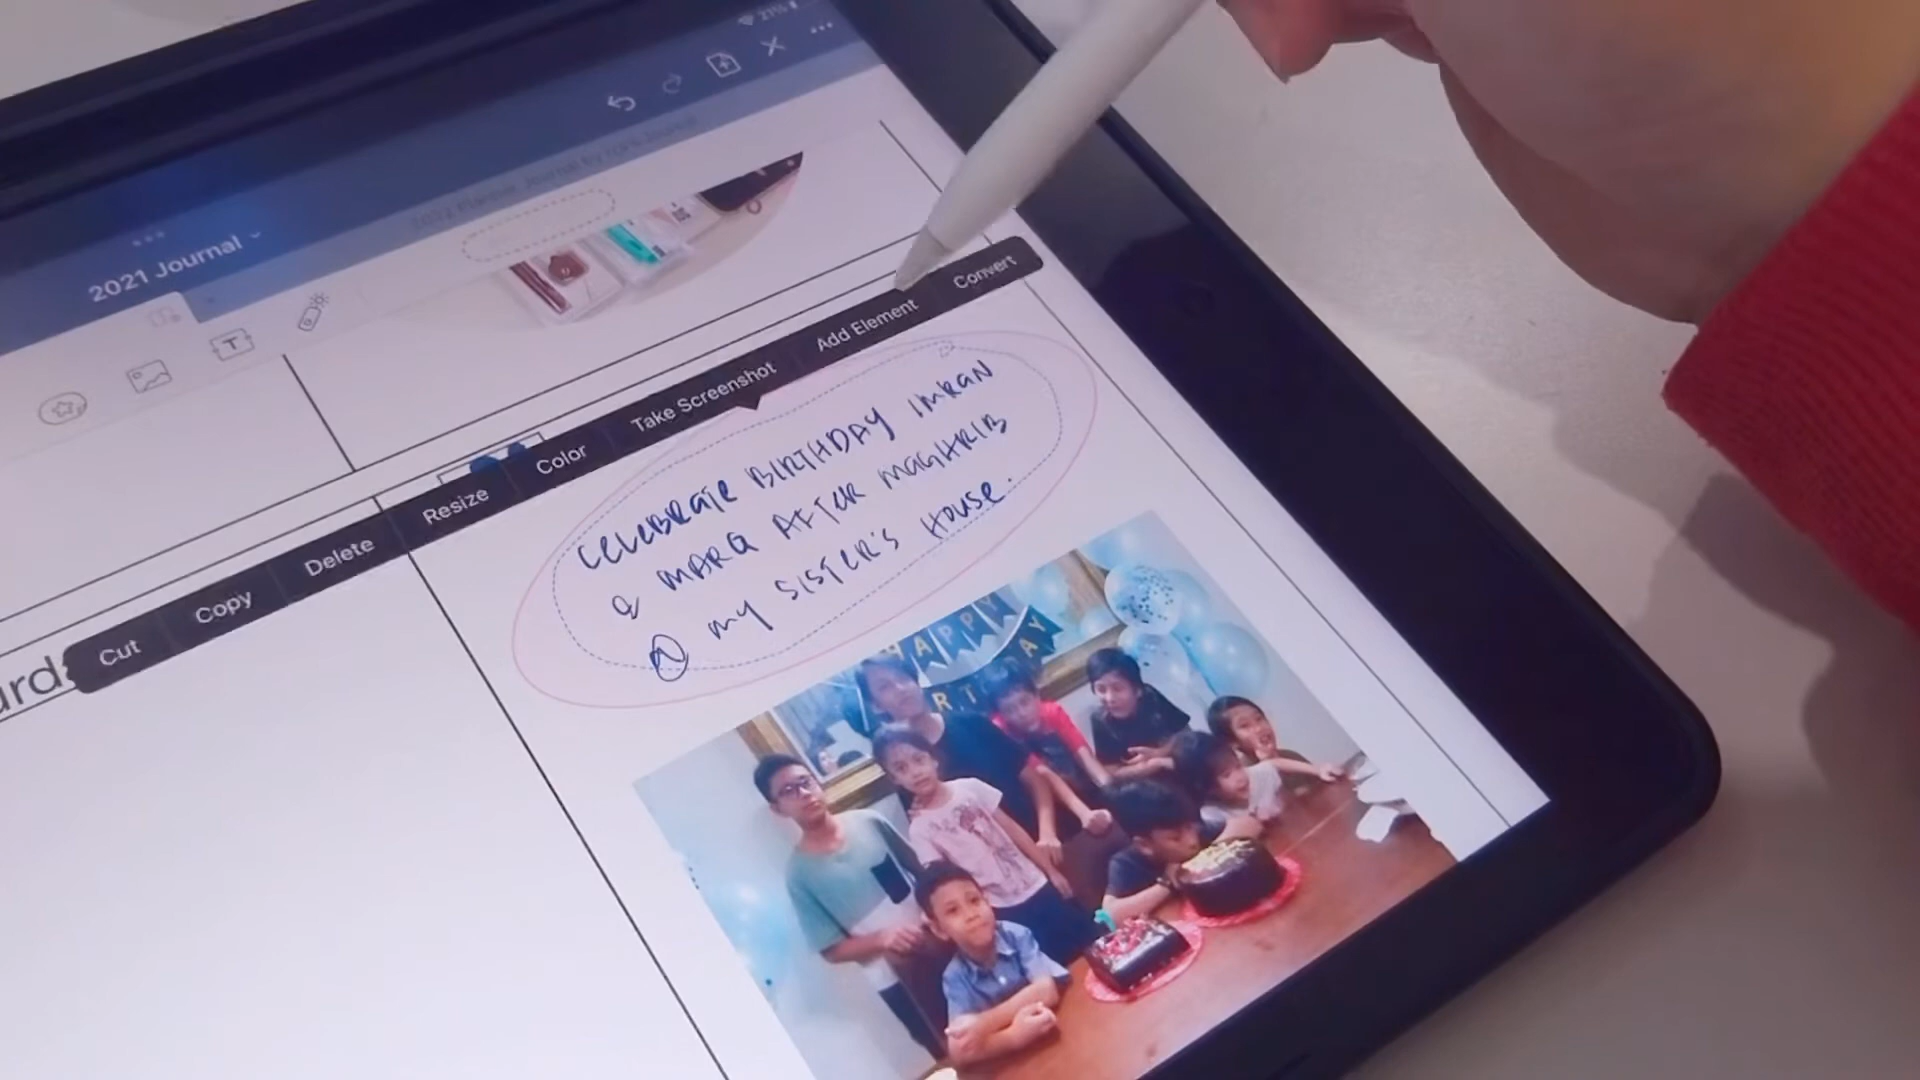 21%
2021 Journal
Cut
Copy
Delete
Resize
Color
Take Screenshot
Add Element
Convert
CELEBRATE BIRTHDAY IMRAN
& MARA AFTER MAGHRIB
@ MY SISTER'S HOUSE.
HAPPY